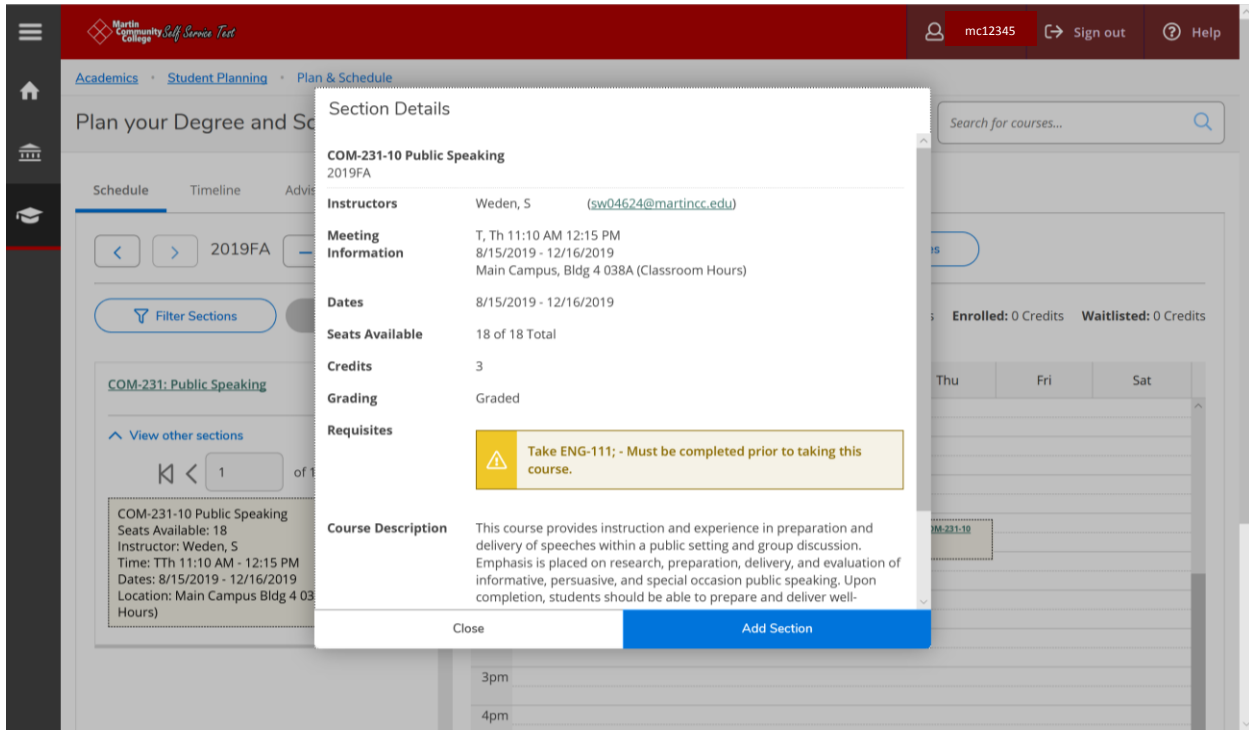 Martin
Community
College
Self Service Test
mc12345
Sign out
Help
Academics · Student Planning · Plan & Schedule
Plan your Degree and Sc
Search for courses...
Schedule
Timeline
Advis
2019FA
Filter Sections
Enrolled: 0 Credits
Waitlisted: 0 Credits
COM-231: Public Speaking
View other sections
1
of 1
COM-231-10 Public Speaking
Seats Available: 18
Instructor: Weden, S
Time: TTh 11:10 AM - 12:15 PM
Dates: 8/15/2019 - 12/16/2019
Location: Main Campus Bldg 4 03
Hours)
Thu
Fri
Sat
OM-231-10
3pm
4pm
Section Details
COM-231-10 Public Speaking
2019FA
Instructors
Weden, S (sw04624@martincc.edu)
Meeting
Information
T, Th 11:10 AM 12:15 PM
8/15/2019 - 12/16/2019
Main Campus, Bldg 4 038A (Classroom Hours)
Dates
8/15/2019 - 12/16/2019
Seats Available
18 of 18 Total
Credits
3
Grading
Graded
Requisites
Take ENG-111; - Must be completed prior to taking this
course.
Course Description
This course provides instruction and experience in preparation and
delivery of speeches within a public setting and group discussion.
Emphasis is placed on research, preparation, delivery, and evaluation of
informative, persuasive, and special occasion public speaking. Upon
completion, students should be able to prepare and deliver well-
Close
Add Section